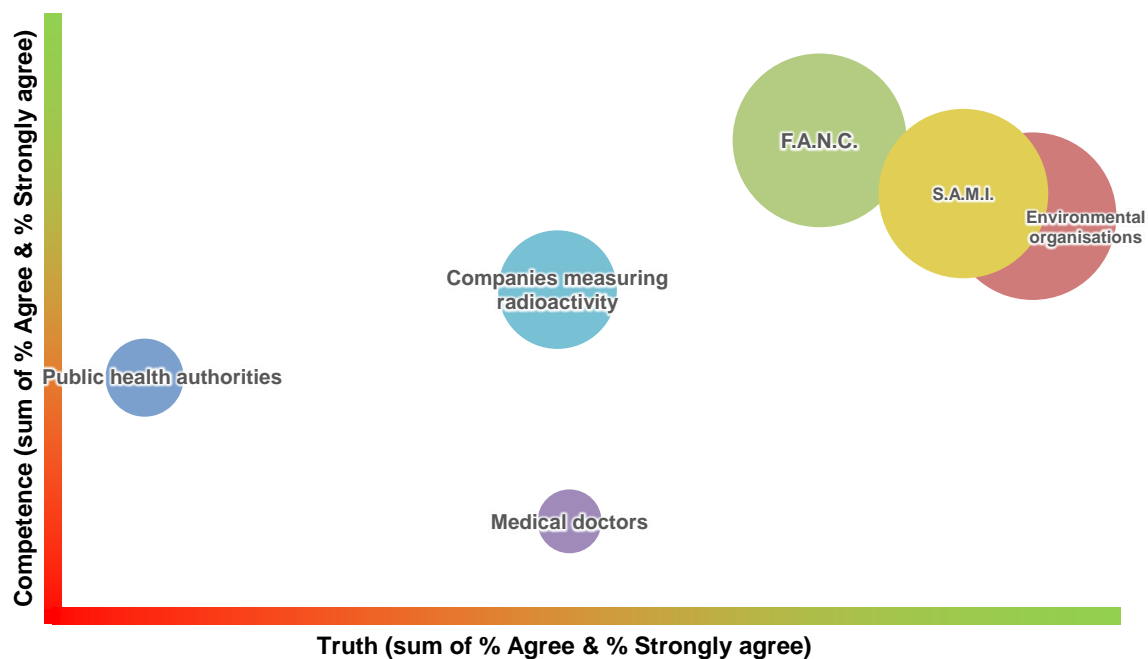 Competence (sum of % Agree & % Strongly agree)
F.A.N.C.
S.A.M.I.
Environmental
organisations
Companies measuring
radioactivity
Public health authorities
Medical doctors
Truth (sum of % Agree & % Strongly agree)